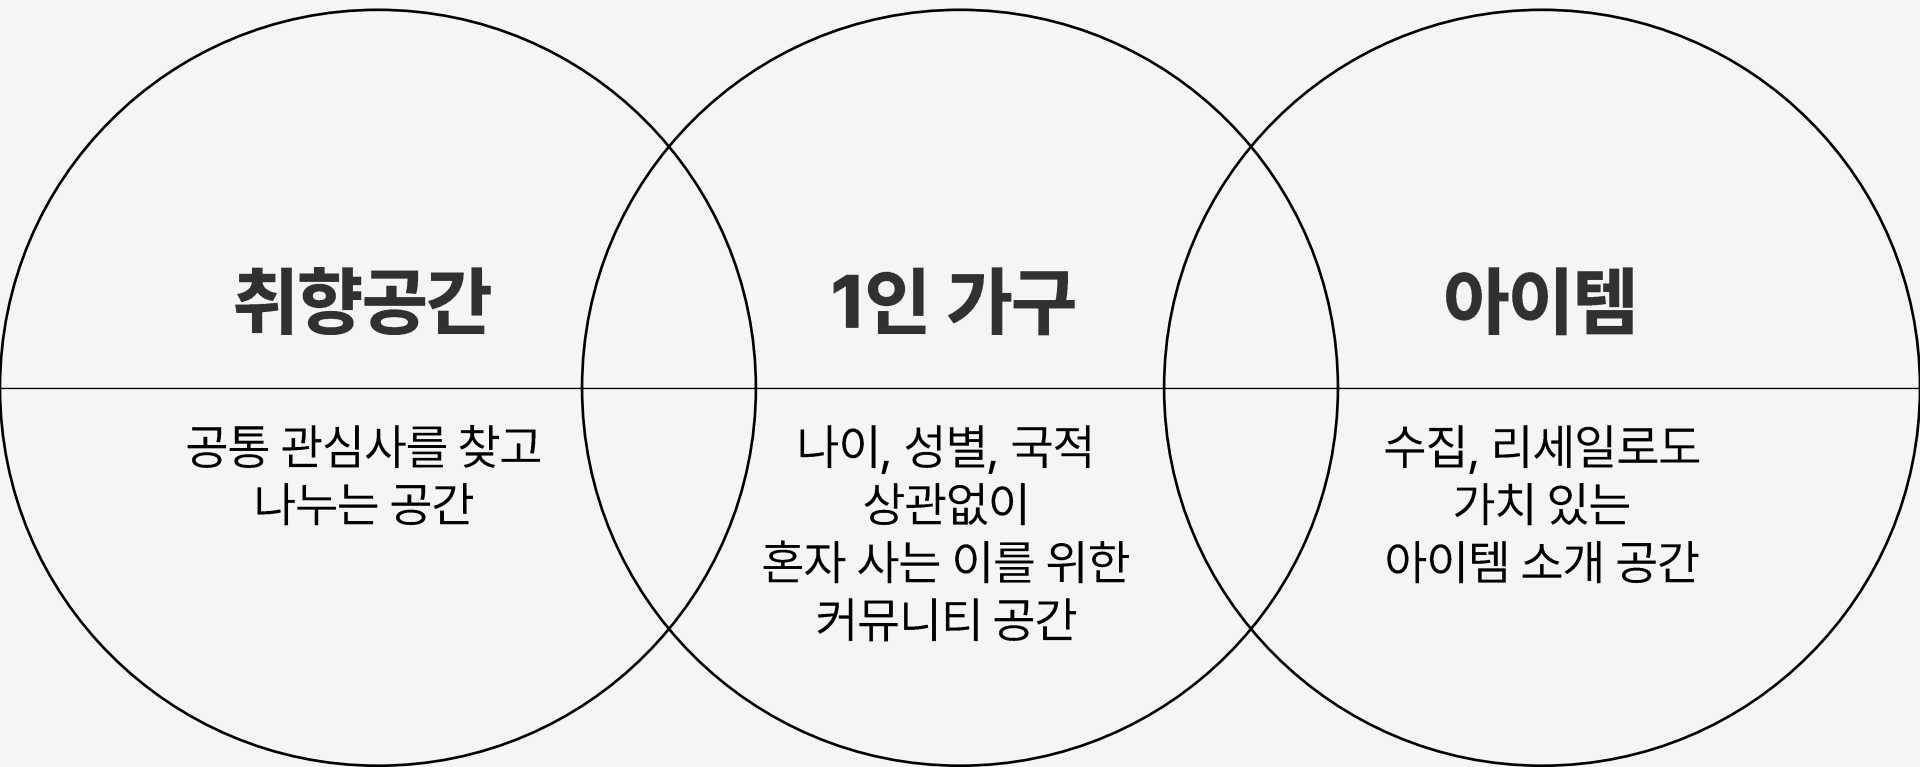 취향공간
공통 관심사를 찾고
나누는 공간
1인 가구
나이, 성별, 국적
상관없이
혼자 사는 이를 위한
커뮤니티 공간
아이템
수집, 리세일로도
가치 있는
아이템 소개 공간